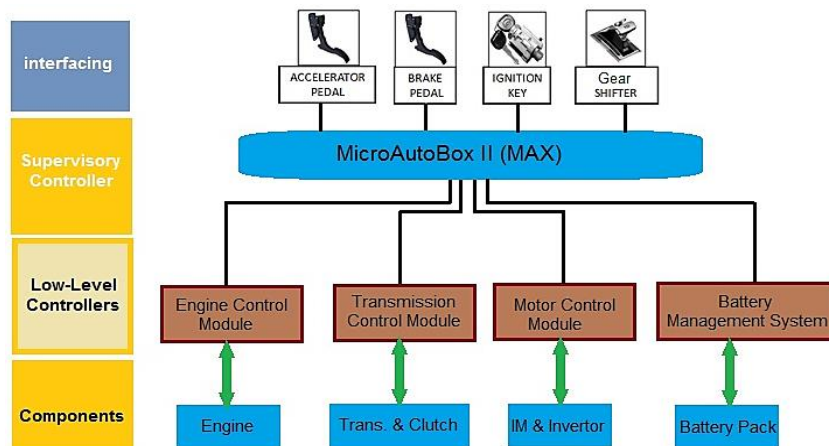 interfacing
ACCELERATOR
PEDAL
BRAKE
PEDAL
IGNITION
KEY
Gear
SHIFTER
Supervisory
Controller
MicroAutoBox II (MAX)
Low-Level
Controllers
Engine Control
Module
Transmission
Control Module
Motor Control
Module
Battery
Management System
Components
Engine
Trans. & Clutch
IM & Invertor
Battery Pack